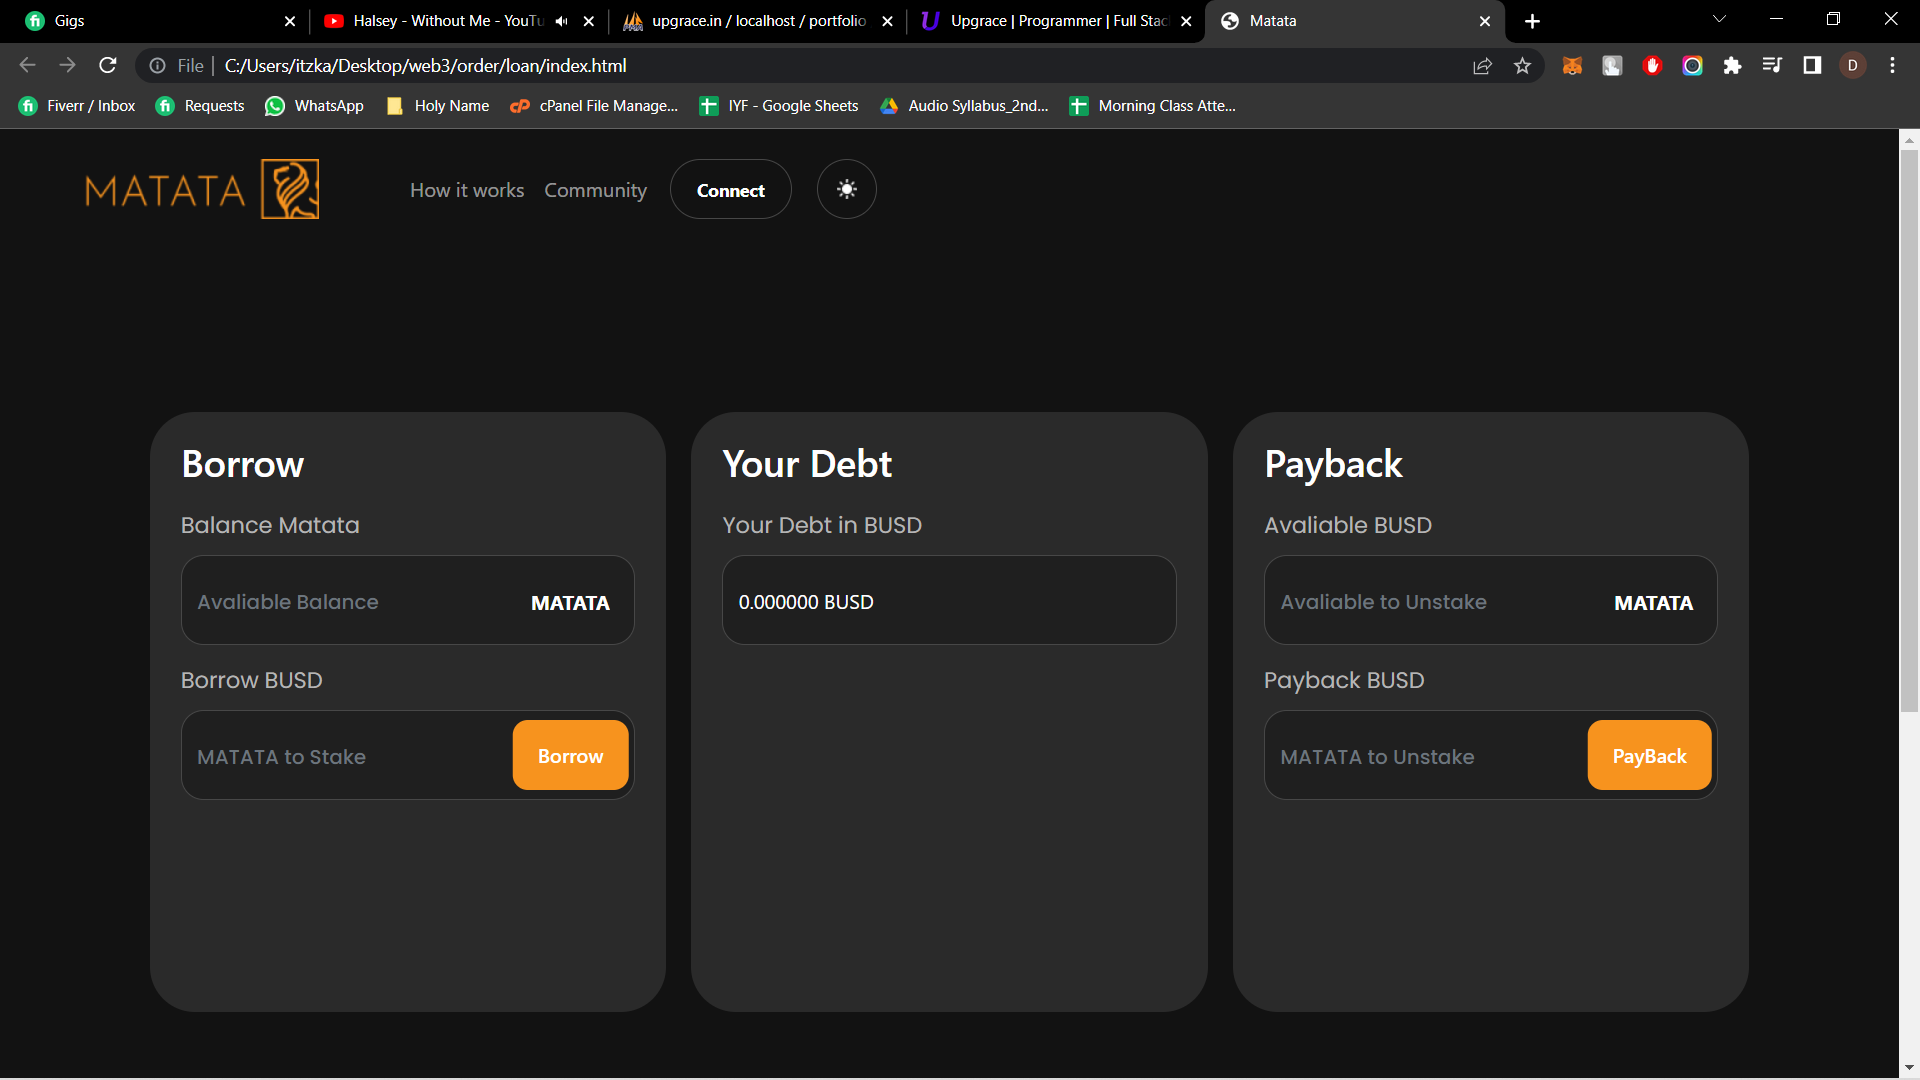 Gigs
Halsey - Without Me - YouTu
upgrace.in / localhost / portfolio
Upgrace | Programmer | Full Stac
Matata
File
C:/Users/itzka/Desktop/web3/order/loan/index.html
D
Fiverr / Inbox
Requests
WhatsApp
Holy Name
cPanel File Manage...
IYF - Google Sheets
Audio Syllabus_2nd...
Morning Class Atte...
MATATA
How it works
Community
Connect
Borrow
Balance Matata
Avaliable Balance
MATATA
Borrow BUSD
MATATA to Stake
Borrow
Your Debt
Your Debt in BUSD
0.000000 BUSD
Payback
Avaliable BUSD
Avaliable to Unstake
MATATA
Payback BUSD
MATATA to Unstake
PayBack